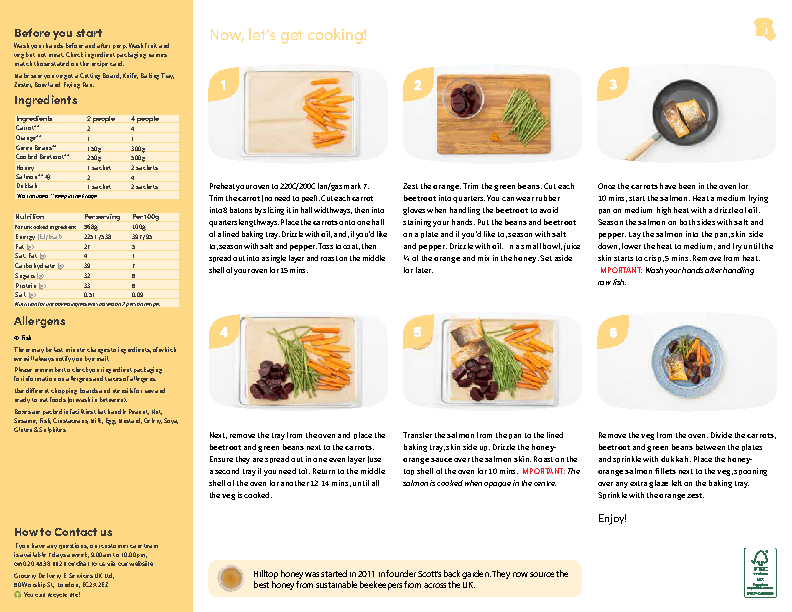 Before you start
Wash your hands before and after prep. Wash fruit and
veg but not meat. Check ingredient packaging names
match those stated on the recipe card.
Make sure you've got a Cutting Board, Knife, Baking Tray,
Zester, Bowl and Frying Pan.
Ingredients
Ingredients 2 people 4 people
Carrot** 2 4
Orange** 1 1
Green Beans** 150g 300g
Cooked Beetroot** 250g 500g
Honey 1 sachet 2 sachets
Salmon** 4) 2 4
Dukkah 1 sachet 2 sachets
Nutrition Per serving Per 100g
For uncooked ingredient 568g 100g
Energy (kJ/kcal)
Fat (g) 27 5
Sat. Fat (g) 4 1
Carbohydrate (g) 39 7
Sugars (g) 32 6
Protein (g) 33 6
Salt (g) 0.51 0.09
Allergens
4) Fish
There may be last minute changes to ingredients, of which
we will always notify you by email.
Please remember to check your ingredient packaging
for information on allergens and traces of allergens.
Use different chopping boards and utensils for raw and
ready to eat foods (or wash in between).
Boxes are packed in facilities that handle Peanut, Nut,
Sesame, Fish, Crustaceans, Milk, Egg, Mustard, Celery, Soya,
Gluten & Sulphites.
How to Contact us
If you have any questions, our customer care team
is available 7 days a week, 9.00am to 10.00pm,
or chat to us via our website
Grocery Delivery E-Services UK Ltd,
60 Worship St, London, EC2A 2EZ
You can recycle me!
Now, let's get cooking!
1
Preheat your oven to 220C/200C fan/gas mark 7.
Trim the carrot (no need to peel). Cut each carrot
into 8 batons by slicing it in half widthways, then into
quarters lengthways. Place the carrots onto one half
of a lined baking tray. Drizzle with oil, and, if you'd like
to, season with salt and pepper. Toss to coat, then
spread out into a single layer and roast on the middle
shelf of your oven for 15 mins.
2
Zest the orange. Trim the green beans. Cut each
beetroot into quarters. You can wear rubber
gloves when handling the beetroot to avoid
staining your hands. Put the beans and beetroot
on a plate and if you'd like to, season with salt
and pepper. Drizzle with oil. In a small bowl, juice
¼ of the orange and mix in the honey. Set aside
for later.
3
Once the carrots have been in the oven for
10 mins, start the salmon. Heat a medium frying
pan on medium-high heat with a drizzle of oil.
Season the salmon on both sides with salt and
pepper. Lay the salmon into the pan, skin side
down, lower the heat to medium, and fry until the
skin starts to crisp, 5 mins. Remove from heat.
IMPORTANT: Wash your hands after handling
raw fish.
4
Next, remove the tray from the oven and place the
beetroot and green beans next to the carrots.
Ensure they are spread out in one even layer (use
a second tray if you need to). Return to the middle
shelf of the oven for another 12-14 mins, until all
the veg is cooked.
5
Transfer the salmon from the pan to the lined
baking tray, skin side up. Drizzle the honey-
orange sauce over the salmon skin. Roast on the
top shelf of the oven for 10 mins. IMPORTANT: The
salmon is cooked when opaque in the centre.
6
Remove the veg from the oven. Divide the carrots,
beetroot and green beans between the plates
and sprinkle with dukkah. Place the honey-
orange salmon fillets next to the veg, spooning
over any extra glaze left on the baking tray.
Sprinkle with the orange zest.
Enjoy!
Hilltop honey was started in 2011 in founder Scott's back garden. They now source the
best honey from sustainable beekeepers from across the UK.
FSC